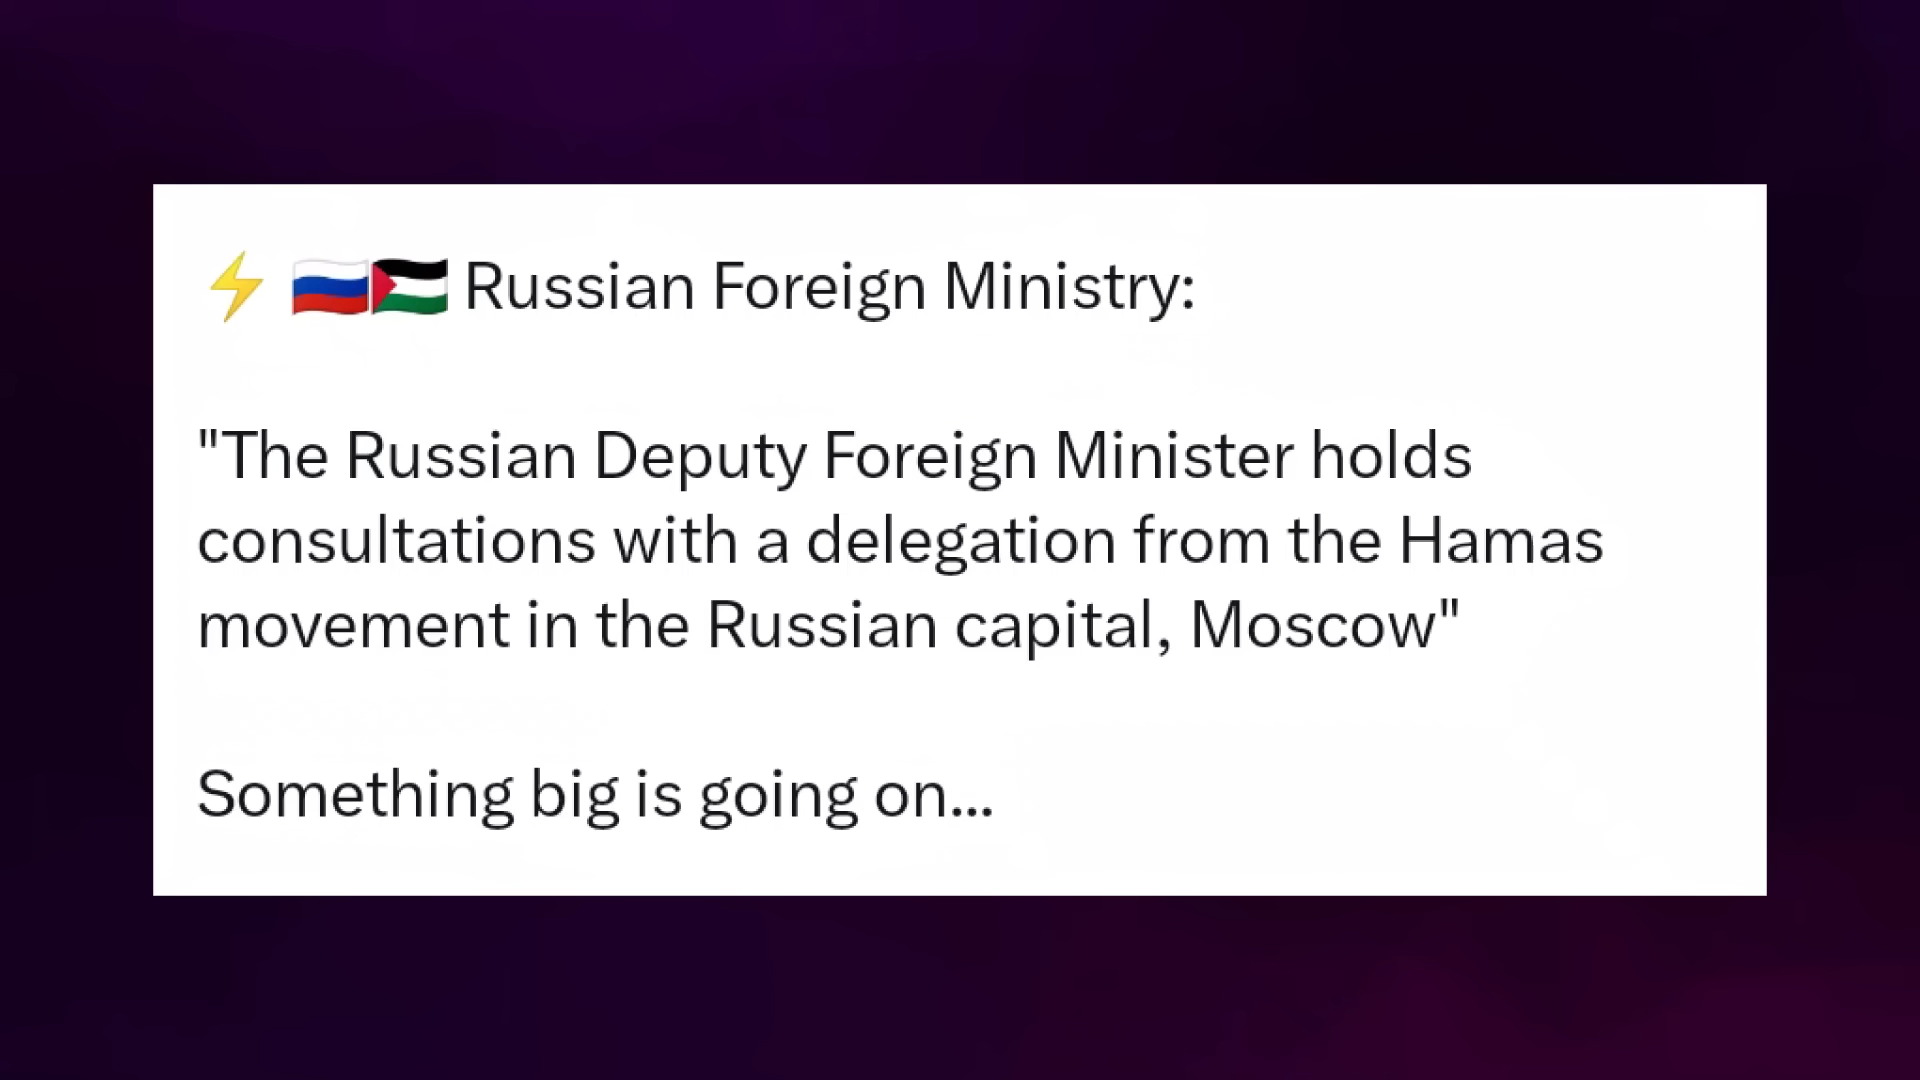 ⚡ 🇷🇺🇵🇸 Russian Foreign Ministry:
"The Russian Deputy Foreign Minister holds
consultations with a delegation from the Hamas
movement in the Russian capital, Moscow"
Something big is going on...